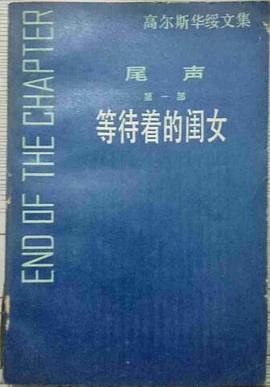 高尔斯华绥文集
尾声
第一部
等待着的闺女
END OF THE CHAPTER